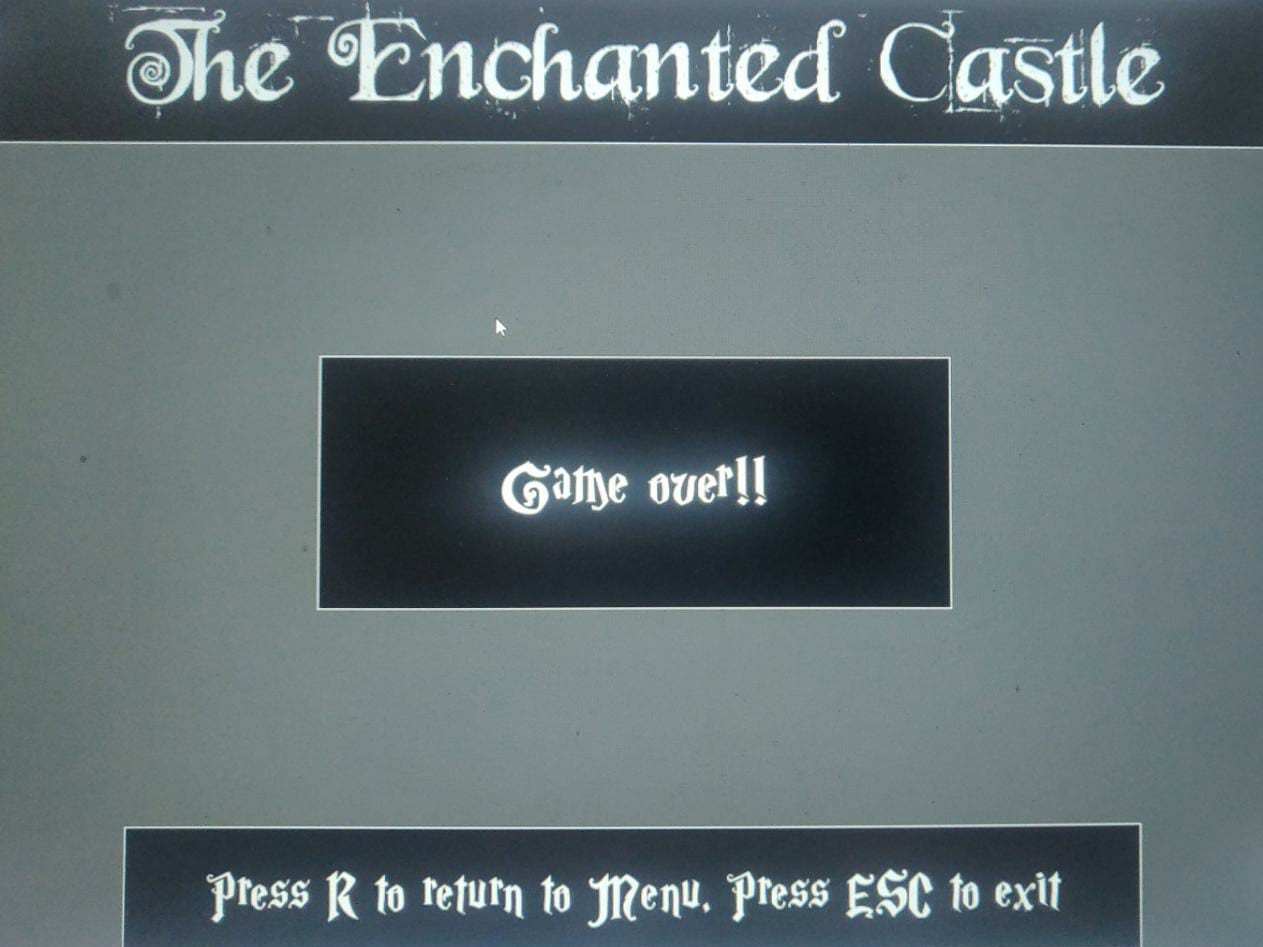 The Enchanted Castle
Game over!!
Press R to return to Menu. Press ESC to exit